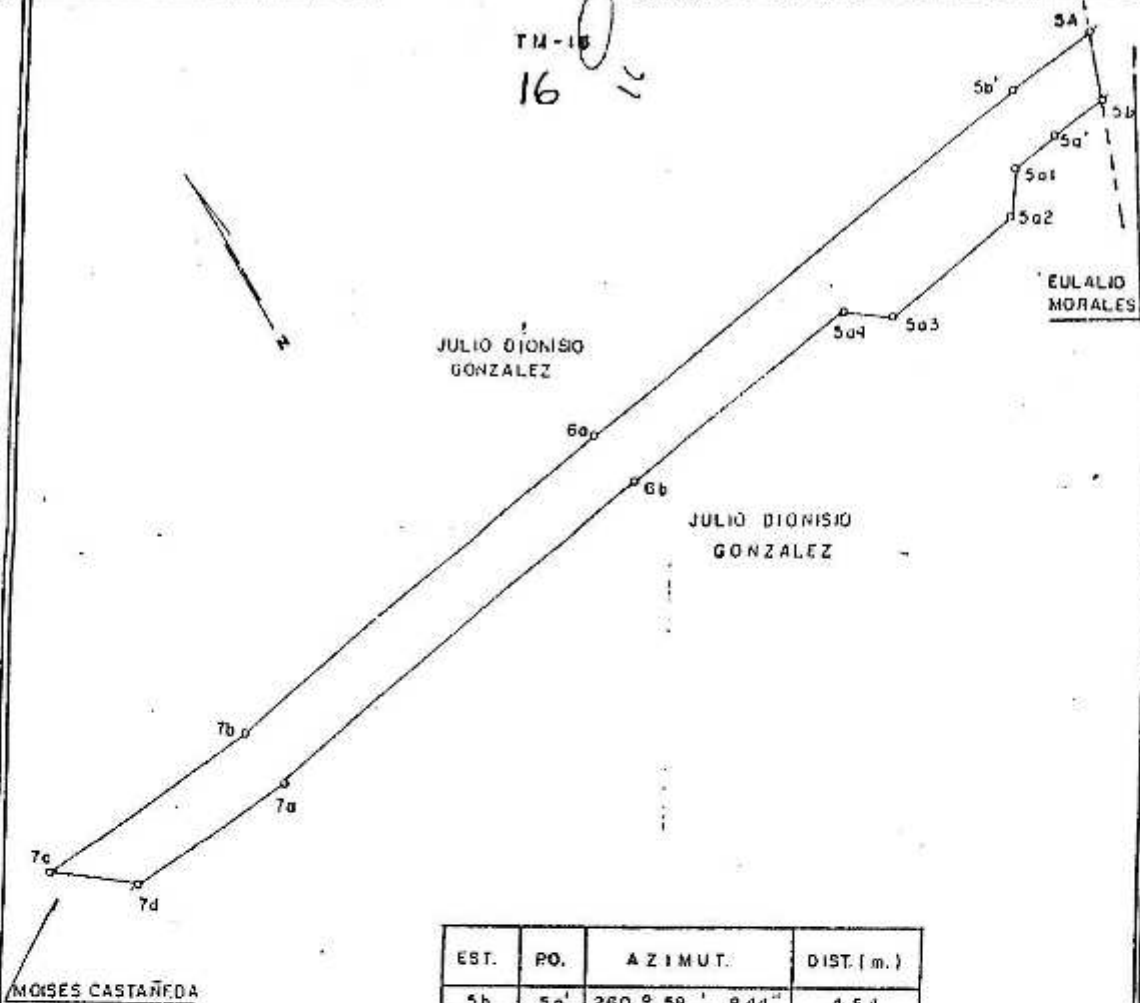 TM-16
16
16
5A
5b'
5b
5a'
5a1
5a2
EULALIO
MORALES
5a3
5a4
JULIO DIONISIO
GONZALEZ
N
6a
6b
JULIO DIONISIO
GONZALEZ
7b
7a
7c
7d
MOISES CASTAÑEDA
EST. PO. AZIMUT. DIST. (m.)
5b 5a'